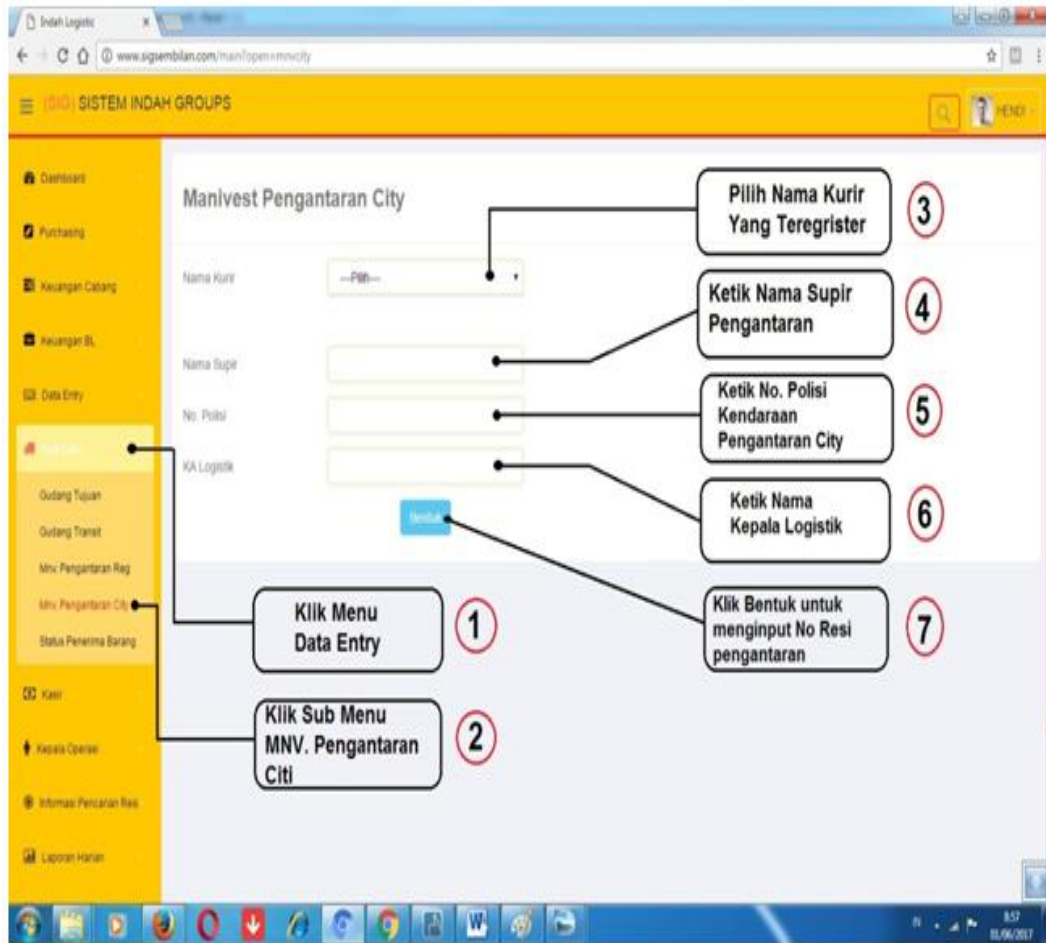 Indah Logistic
www.sigsembilan.com/main?open=mnvcity
(SIG) SISTEM INDAH GROUPS
HENDI
Dashboard
Purchasing
Keuangan Cabang
Keuangan BL
Data Entry
Gudang Tujuan
Gudang Transit
Mnv. Pengantaran Reg
Mnv. Pengantaran City
Status Penerima Barang
Kasir
Kepala Operasi
Informasi Pencarian Resi
Laporan Harian
Manivest Pengantaran City
Nama Kurir
---Pilih---
Nama Supir
No. Polisi
KA Logistik
Bentuk
Pilih Nama Kurir
Yang Teregrister
3
Ketik Nama Supir
Pengantaran
4
Ketik No. Polisi
Kendaraan
Pengantaran City
5
Ketik Nama
Kepala Logistik
6
Klik Menu
Data Entry
1
Klik Bentuk untuk
menginput No Resi
pengantaran
7
Klik Sub Menu
MNV. Pengantaran
Citi
2
8:57
01/06/2017